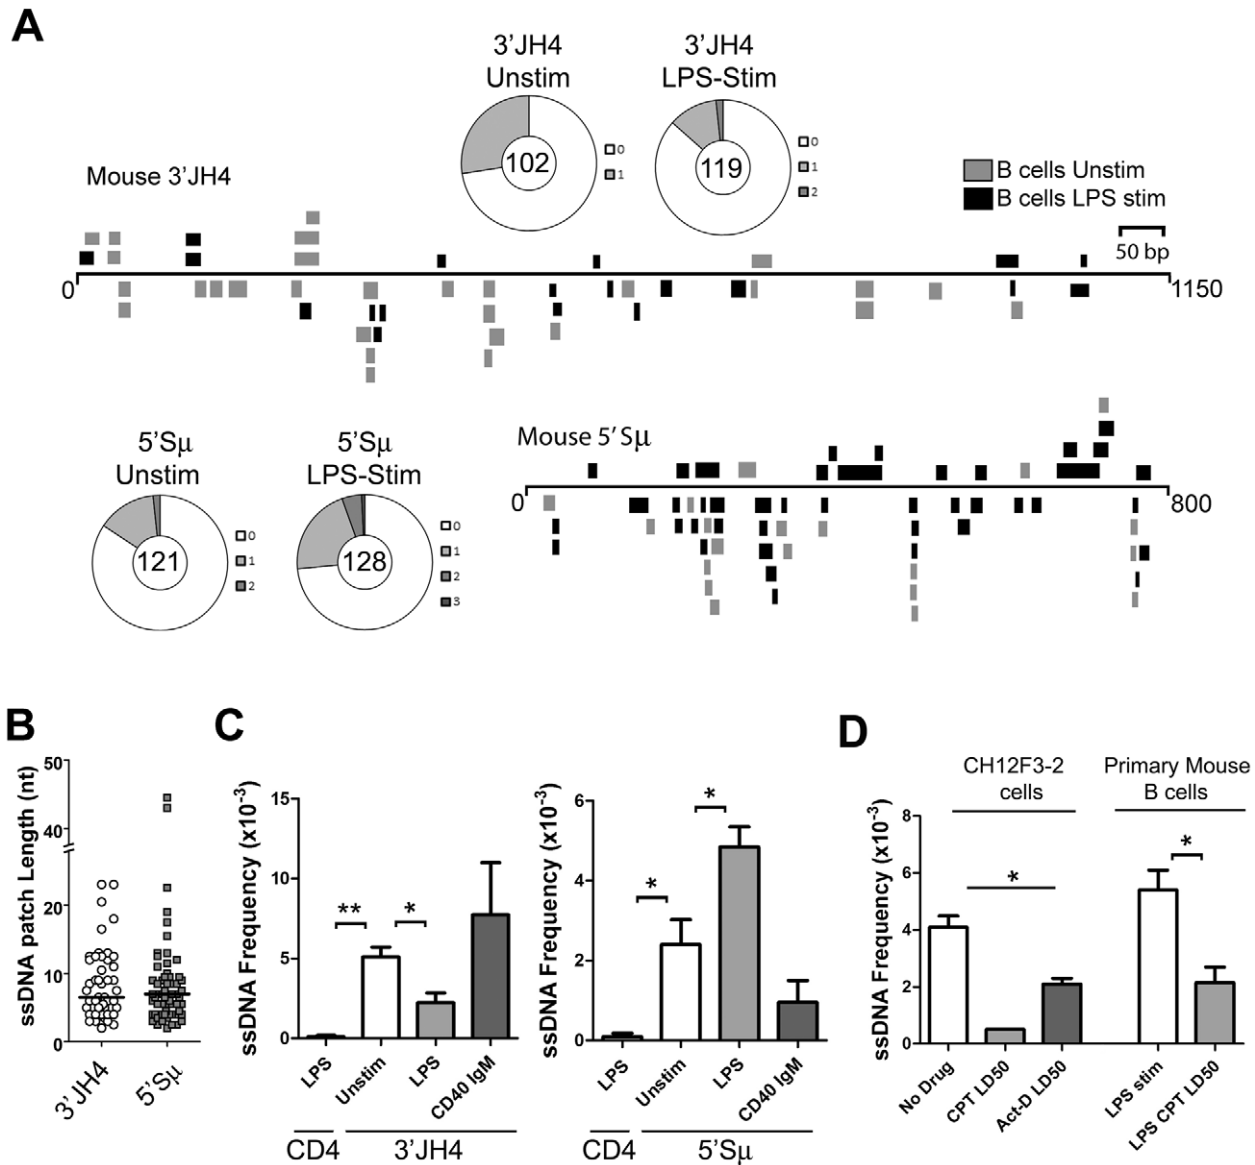 A
3'JH4
Unstim
3'JH4
LPS-Stim
102
0
1
119
0
1
2
Mouse 3'JH4
B cells Unstim
B cells LPS stim
50 bp
0
1150
5'Sμ
Unstim
5'Sμ
LPS-Stim
121
0
1
2
128
0
1
2
3
Mouse 5'Sμ
0
800
B
ssDNA patch Length (nt)
50
40
20
10
0
3'JH4
5'Sμ
C
ssDNA Frequency (x10⁻³)
15
10
5
0
**
*
LPS
Unstim
LPS
CD40 IgM
CD4
3'JH4
ssDNA Frequency (x10⁻³)
6
4
2
0
*
*
LPS
Unstim
LPS
CD40 IgM
CD4
5'Sμ
D
CH12F3-2
cells
Primary Mouse
B cells
ssDNA Frequency (x10⁻³)
8
6
4
2
0
*
*
No Drug
CPT LD50
Act-D LD50
LPS stim
LPS CPT LD50